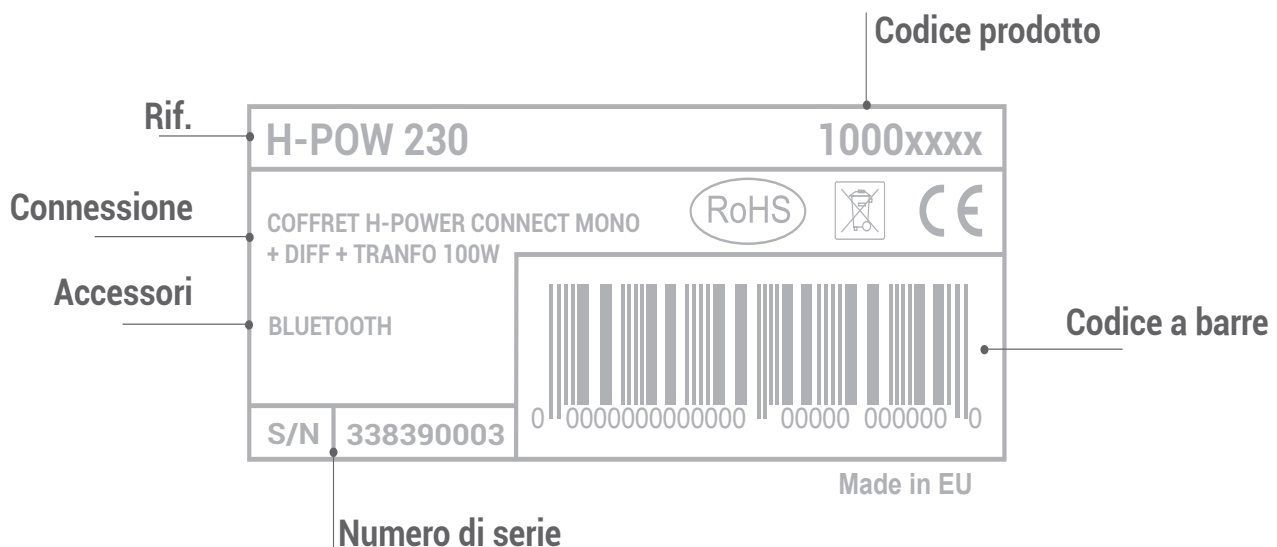 Codice prodotto
Rif.
H-POW 230
1000xxxx
Connessione
COFFRET H-POWER CONNECT MONO
+ DIFF + TRANFO 100W
RoHS
CE
Accessori
BLUETOOTH
Codice a barre
0 0000000000000 00000 000000 0
S/N
338390003
Made in EU
Numero di serie